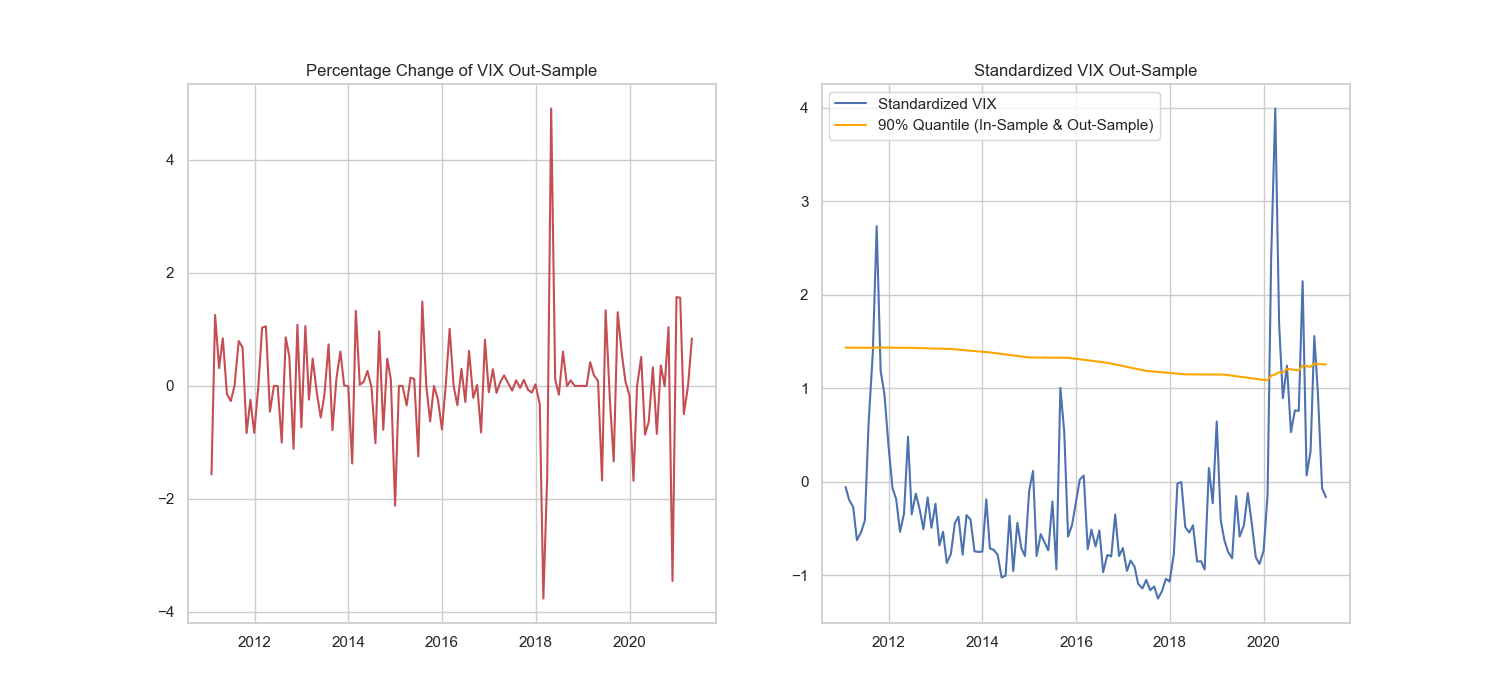 Percentage Change of VIX Out-Sample
4
2
0
−2
−4
2012 2014 2016 2018 2020
Standardized VIX Out-Sample
Standardized VIX
90% Quantile (In-Sample & Out-Sample)
4
3
2
1
0
−1
2012 2014 2016 2018 2020